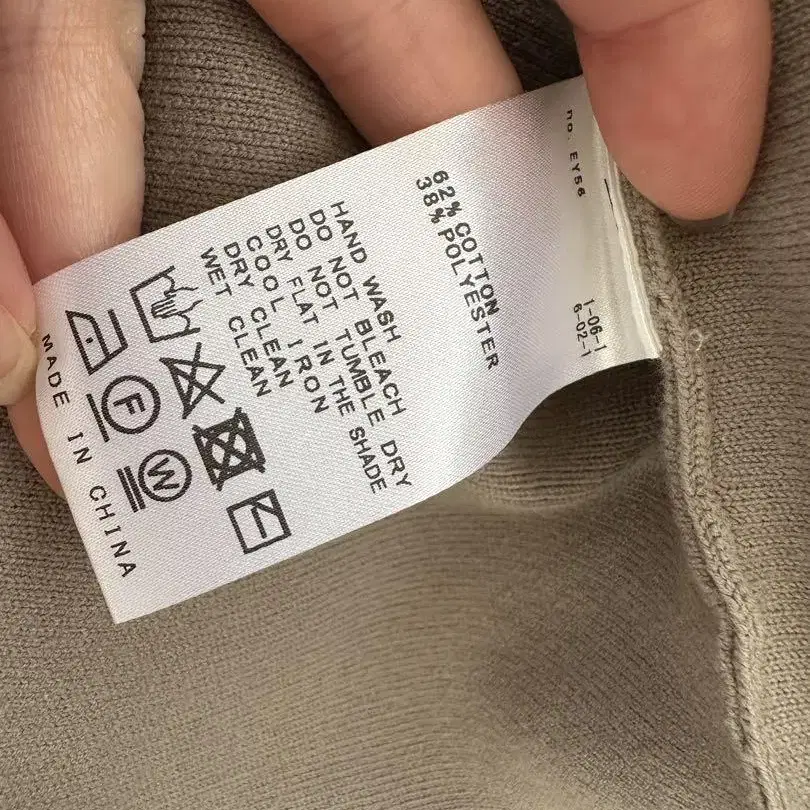 no. EY56
1-06-1
6-02-1
62% COTTON
38% POLYESTER
HAND WASH
DO NOT BLEACH
DO NOT TUMBLE DRY
DRY FLAT IN THE SHADE
COOL IRON
DRY CLEAN
WET CLEAN
F
W
MADE IN CHINA